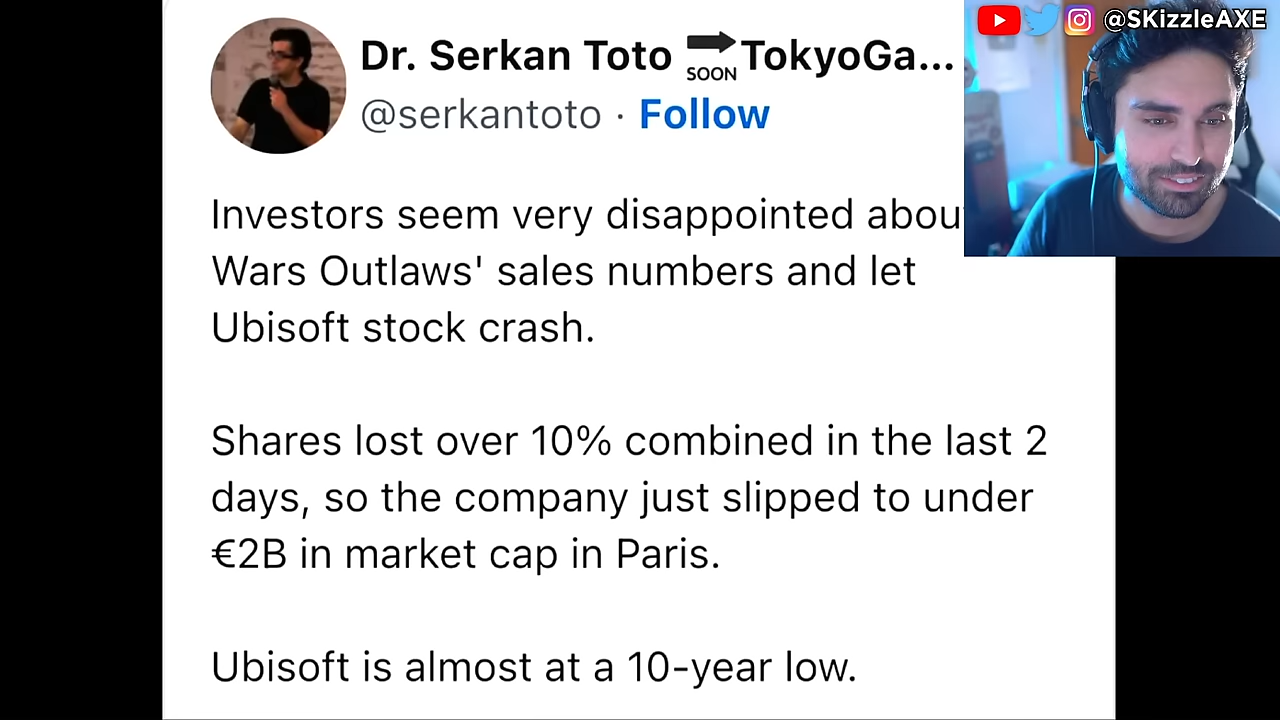 Dr. Serkan Toto SOON TokyoGa...
@SKizzleAXE
@serkantoto · Follow
Investors seem very disappointed abou
Wars Outlaws' sales numbers and let
Ubisoft stock crash.
Shares lost over 10% combined in the last 2
days, so the company just slipped to under
€2B in market cap in Paris.
Ubisoft is almost at a 10-year low.